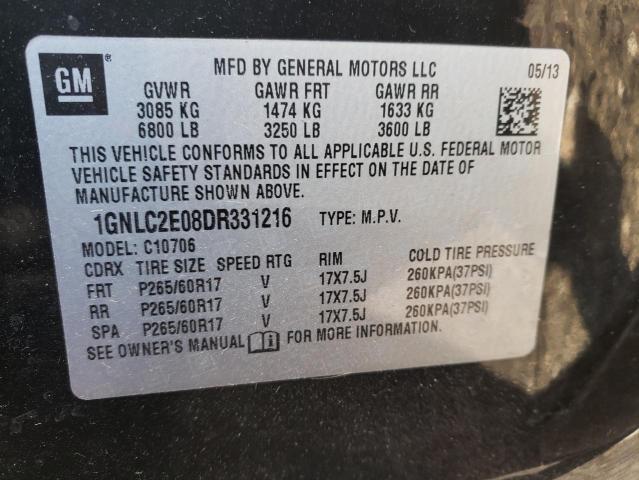 GM
MFD BY GENERAL MOTORS LLC 05/13
GVWR GAWR FRT GAWR RR
3085 KG 1474 KG 1633 KG
6800 LB 3250 LB 3600 LB
THIS VEHICLE CONFORMS TO ALL APPLICABLE U.S. FEDERAL MOTOR
VEHICLE SAFETY STANDARDS IN EFFECT ON THE DATE OF
MANUFACTURE SHOWN ABOVE.
1GNLC2E08DR331216 TYPE: M.P.V.
MODEL: C10706
CDRX TIRE SIZE SPEED RTG RIM COLD TIRE PRESSURE
FRT P265/60R17 V 17X7.5J 260KPA(37PSI)
RR P265/60R17 V 17X7.5J 260KPA(37PSI)
SPA P265/60R17 V 17X7.5J 260KPA(37PSI)
SEE OWNER'S MANUAL i FOR MORE INFORMATION.